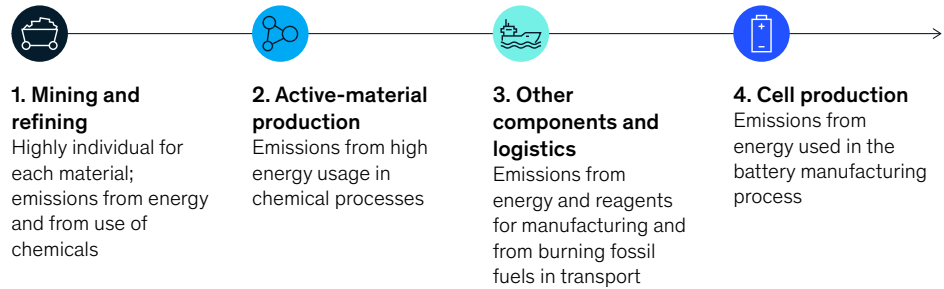 1. Mining and
refining
Highly individual for
each material;
emissions from energy
and from use of
chemicals
2. Active-material
production
Emissions from high
energy usage in
chemical processes
3. Other
components and
logistics
Emissions from
energy and reagents
for manufacturing and
from burning fossil
fuels in transport
4. Cell production
Emissions from
energy used in the
battery manufacturing
process